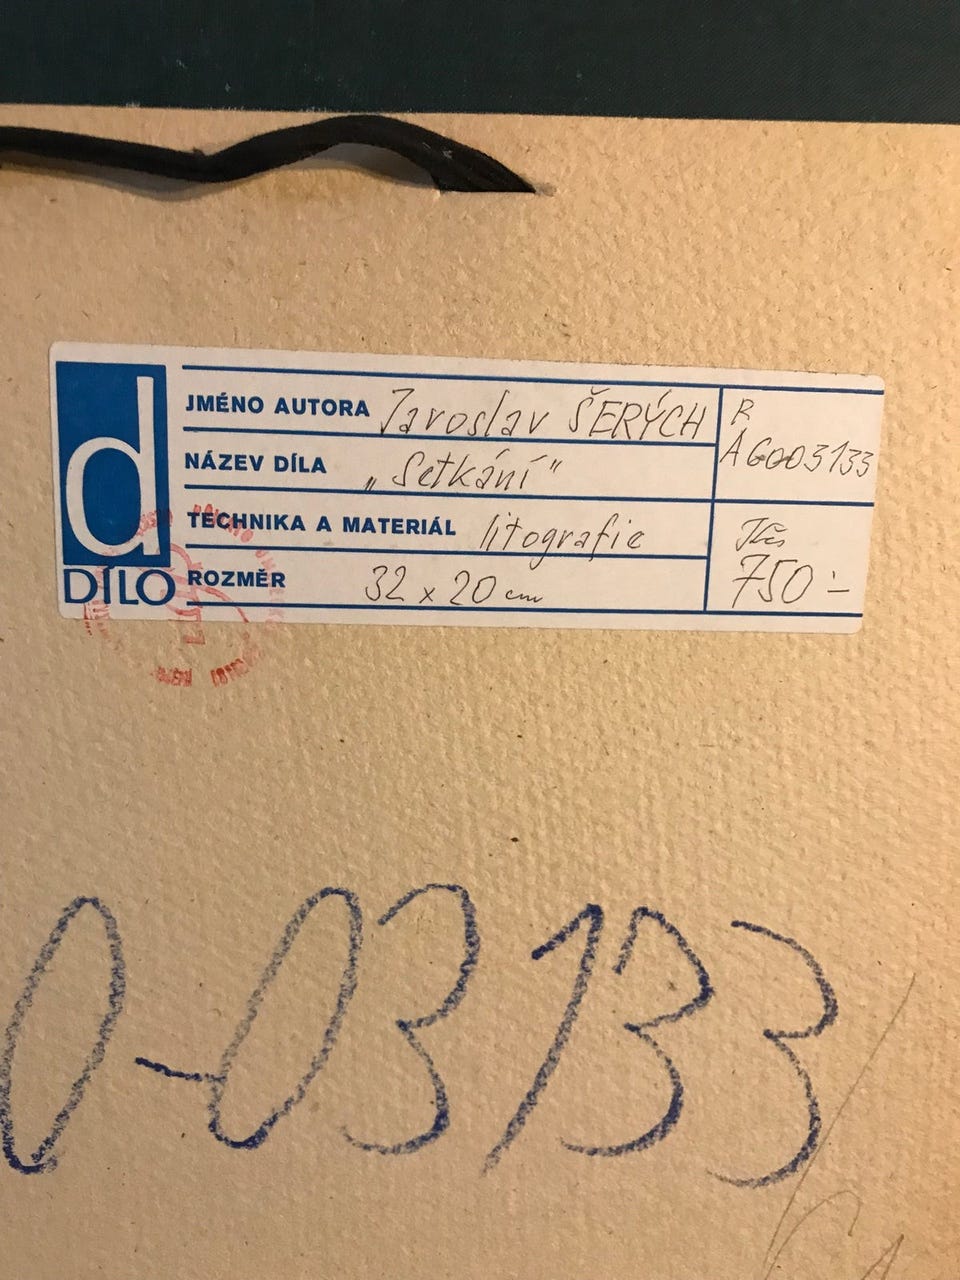 d
DÍLO
JMÉNO AUTORA Jaroslav ŠERÝCH
NÁZEV DÍLA „Setkání"
TECHNIKA A MATERIÁL litografie
ROZMĚR 32 x 20 cm
R
AG003133
Kčs
750:-
0-03133